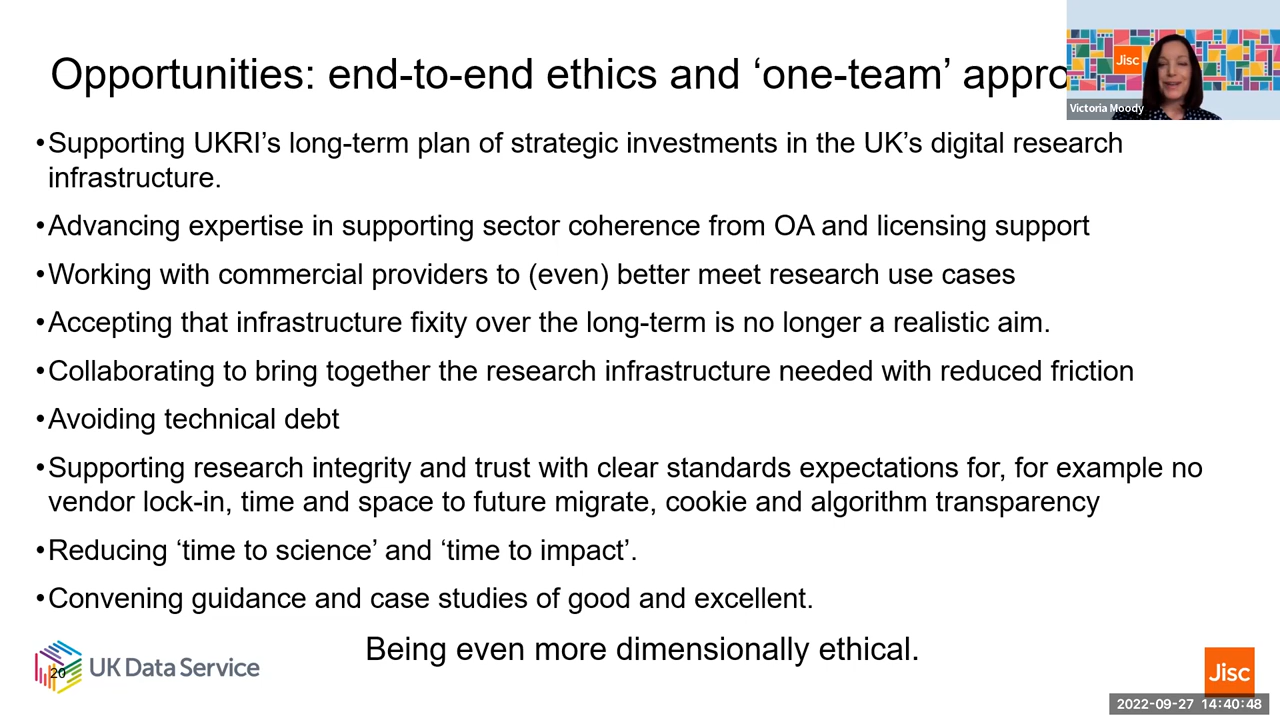 Opportunities: end-to-end ethics and ‘one-team’ appro
Jisc
Victoria Moody
•Supporting UKRI’s long-term plan of strategic investments in the UK’s digital research
infrastructure.
•Advancing expertise in supporting sector coherence from OA and licensing support
•Working with commercial providers to (even) better meet research use cases
•Accepting that infrastructure fixity over the long-term is no longer a realistic aim.
•Collaborating to bring together the research infrastructure needed with reduced friction
•Avoiding technical debt
•Supporting research integrity and trust with clear standards expectations for, for example no
vendor lock-in, time and space to future migrate, cookie and algorithm transparency
•Reducing ‘time to science’ and ‘time to impact’.
•Convening guidance and case studies of good and excellent.
Being even more dimensionally ethical.
20
UK Data Service
Jisc
2022-09-27 14:40:48